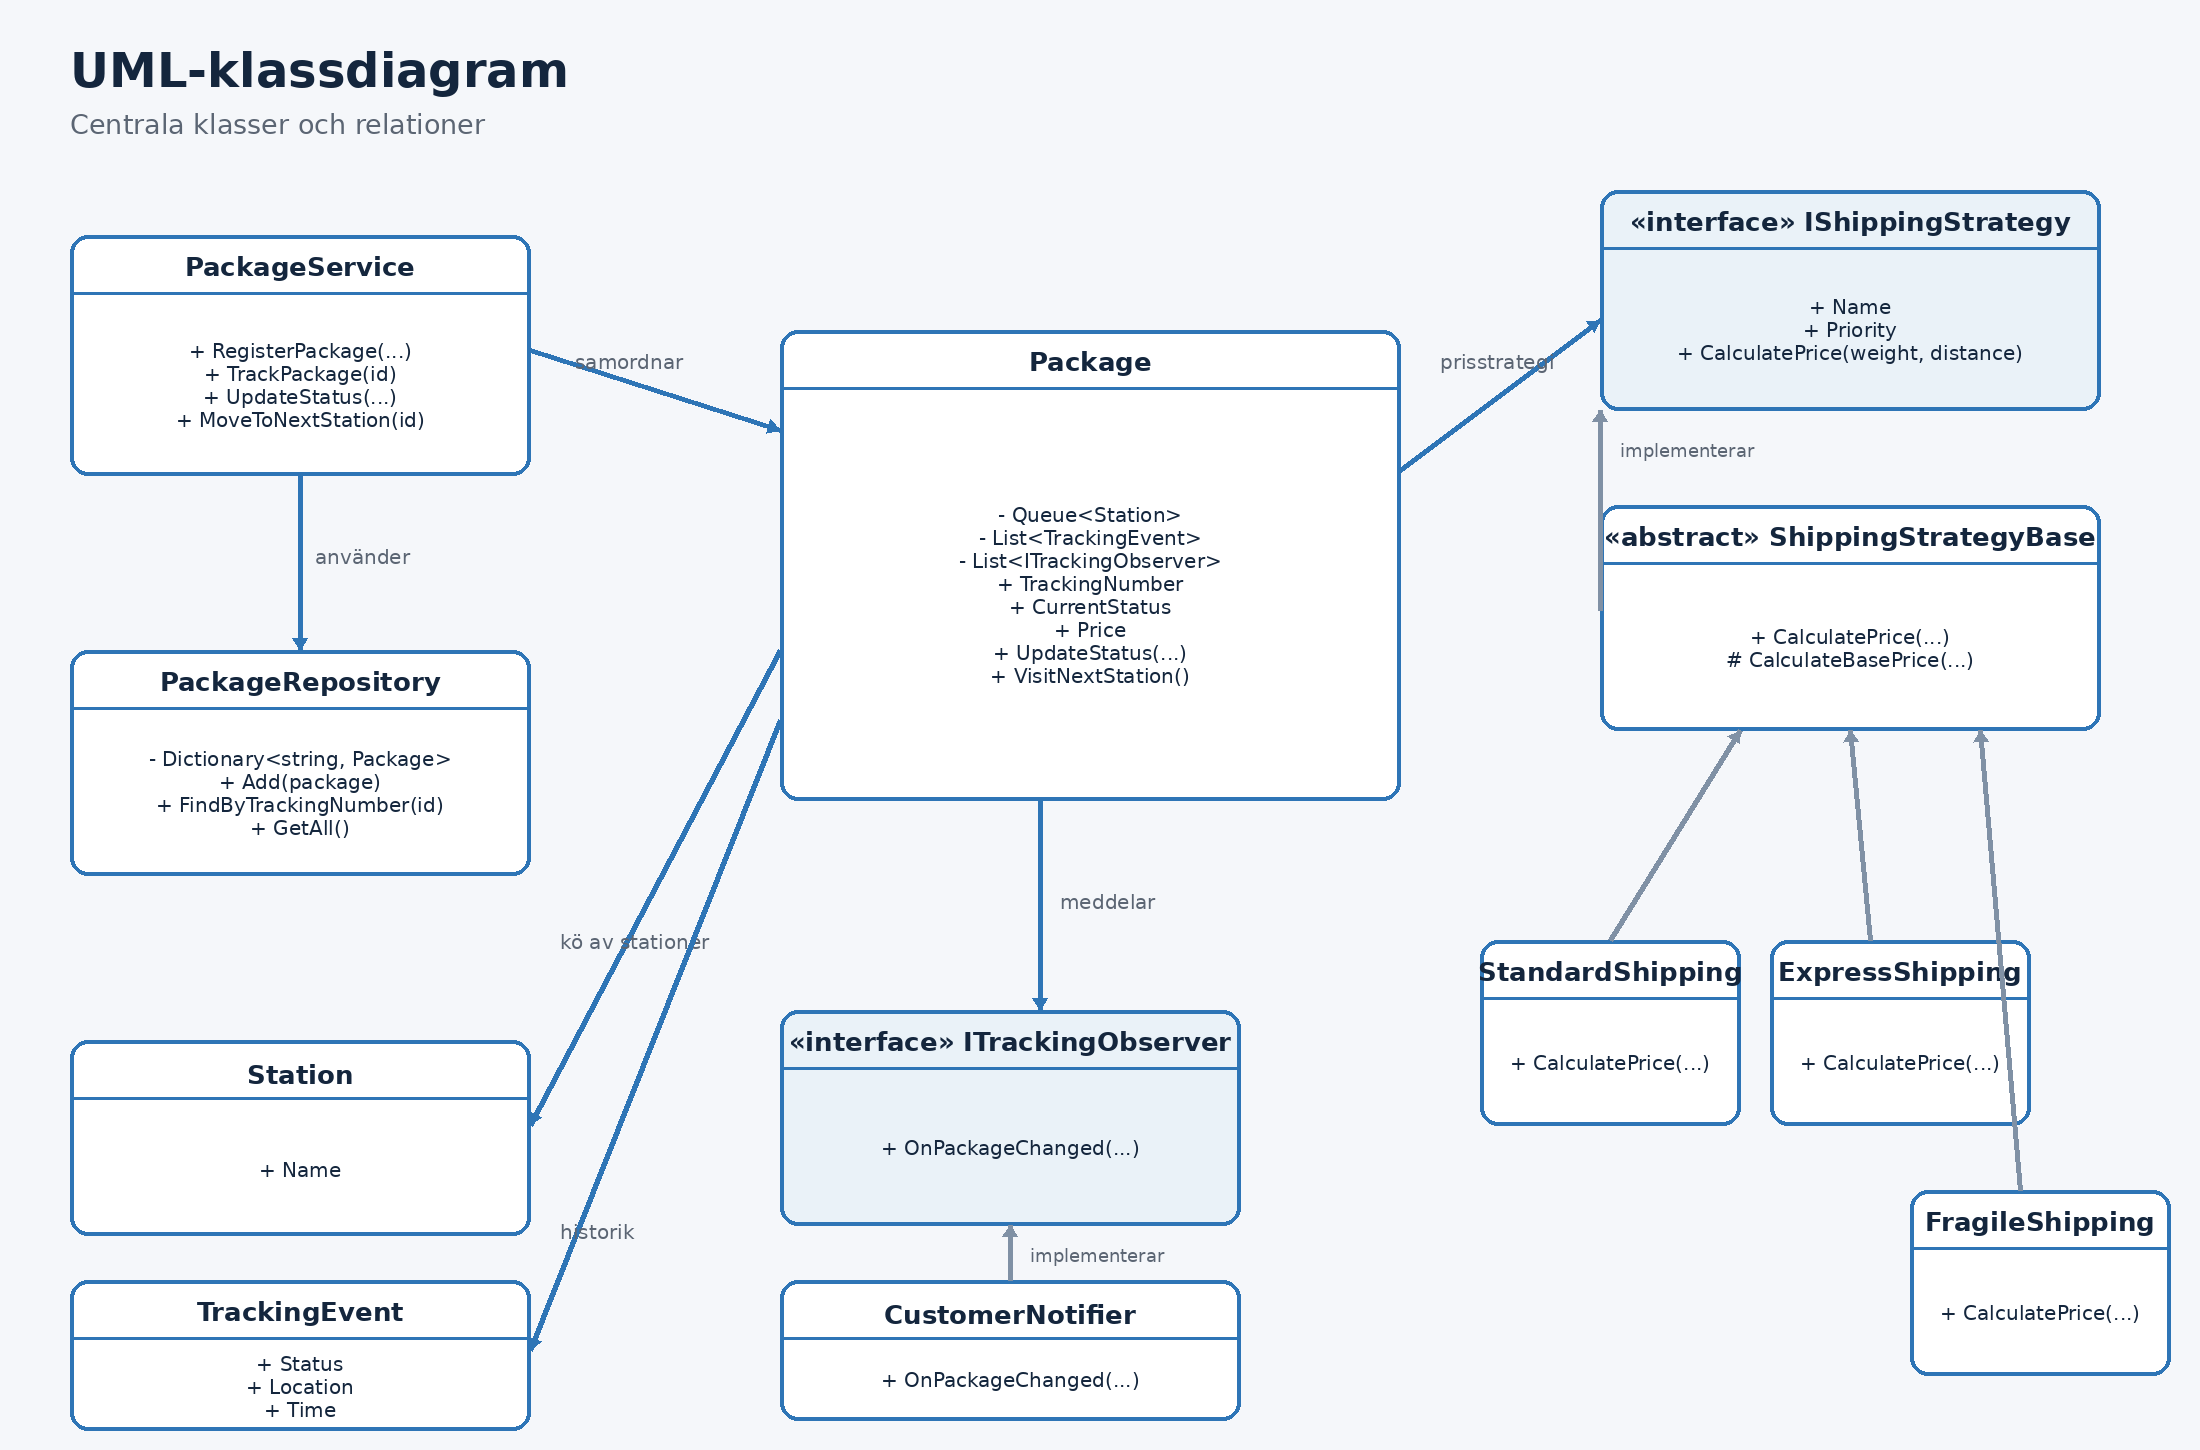 UML-klassdiagram
Centrala klasser och relationer
PackageService
+ RegisterPackage(...)
+ TrackPackage(id)
+ UpdateStatus(...)
+ MoveToNextStation(id)
samordnar
använder
PackageRepository
- Dictionary<string, Package>
+ Add(package)
+ FindByTrackingNumber(id)
+ GetAll()
Package
- Queue<Station>
- List<TrackingEvent>
- List<ITrackingObserver>
+ TrackingNumber
+ CurrentStatus
+ Price
+ UpdateStatus(...)
+ VisitNextStation()
prisstrategi
«interface» IShippingStrategy
+ Name
+ Priority
+ CalculatePrice(weight, distance)
implementerar
«abstract» ShippingStrategyBase
+ CalculatePrice(...)
# CalculateBasePrice(...)
kö av stationer
meddelar
Station
+ Name
historik
TrackingEvent
+ Status
+ Location
+ Time
«interface» ITrackingObserver
+ OnPackageChanged(...)
implementerar
CustomerNotifier
+ OnPackageChanged(...)
StandardShipping
+ CalculatePrice(...)
ExpressShipping
+ CalculatePrice(...)
FragileShipping
+ CalculatePrice(...)